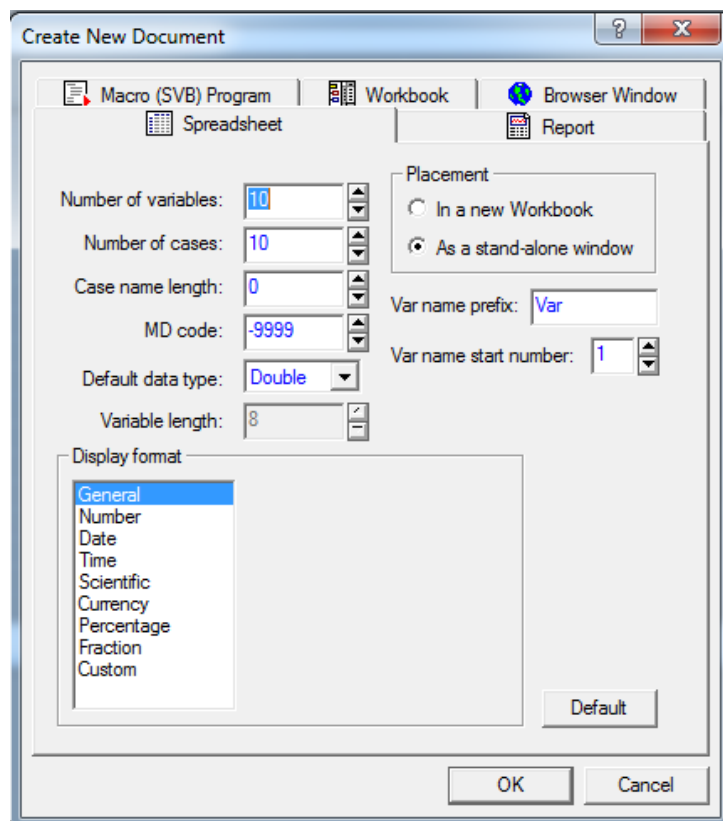 Create New Document
Macro (SVB) Program
Workbook
Browser Window
Spreadsheet
Report
Number of variables: 10
Number of cases: 10
Case name length: 0
MD code: -9999
Default data type: Double
Variable length: 8
Placement
In a new Workbook
As a stand-alone window
Var name prefix: Var
Var name start number: 1
Display format
General
Number
Date
Time
Scientific
Currency
Percentage
Fraction
Custom
Default
OK
Cancel